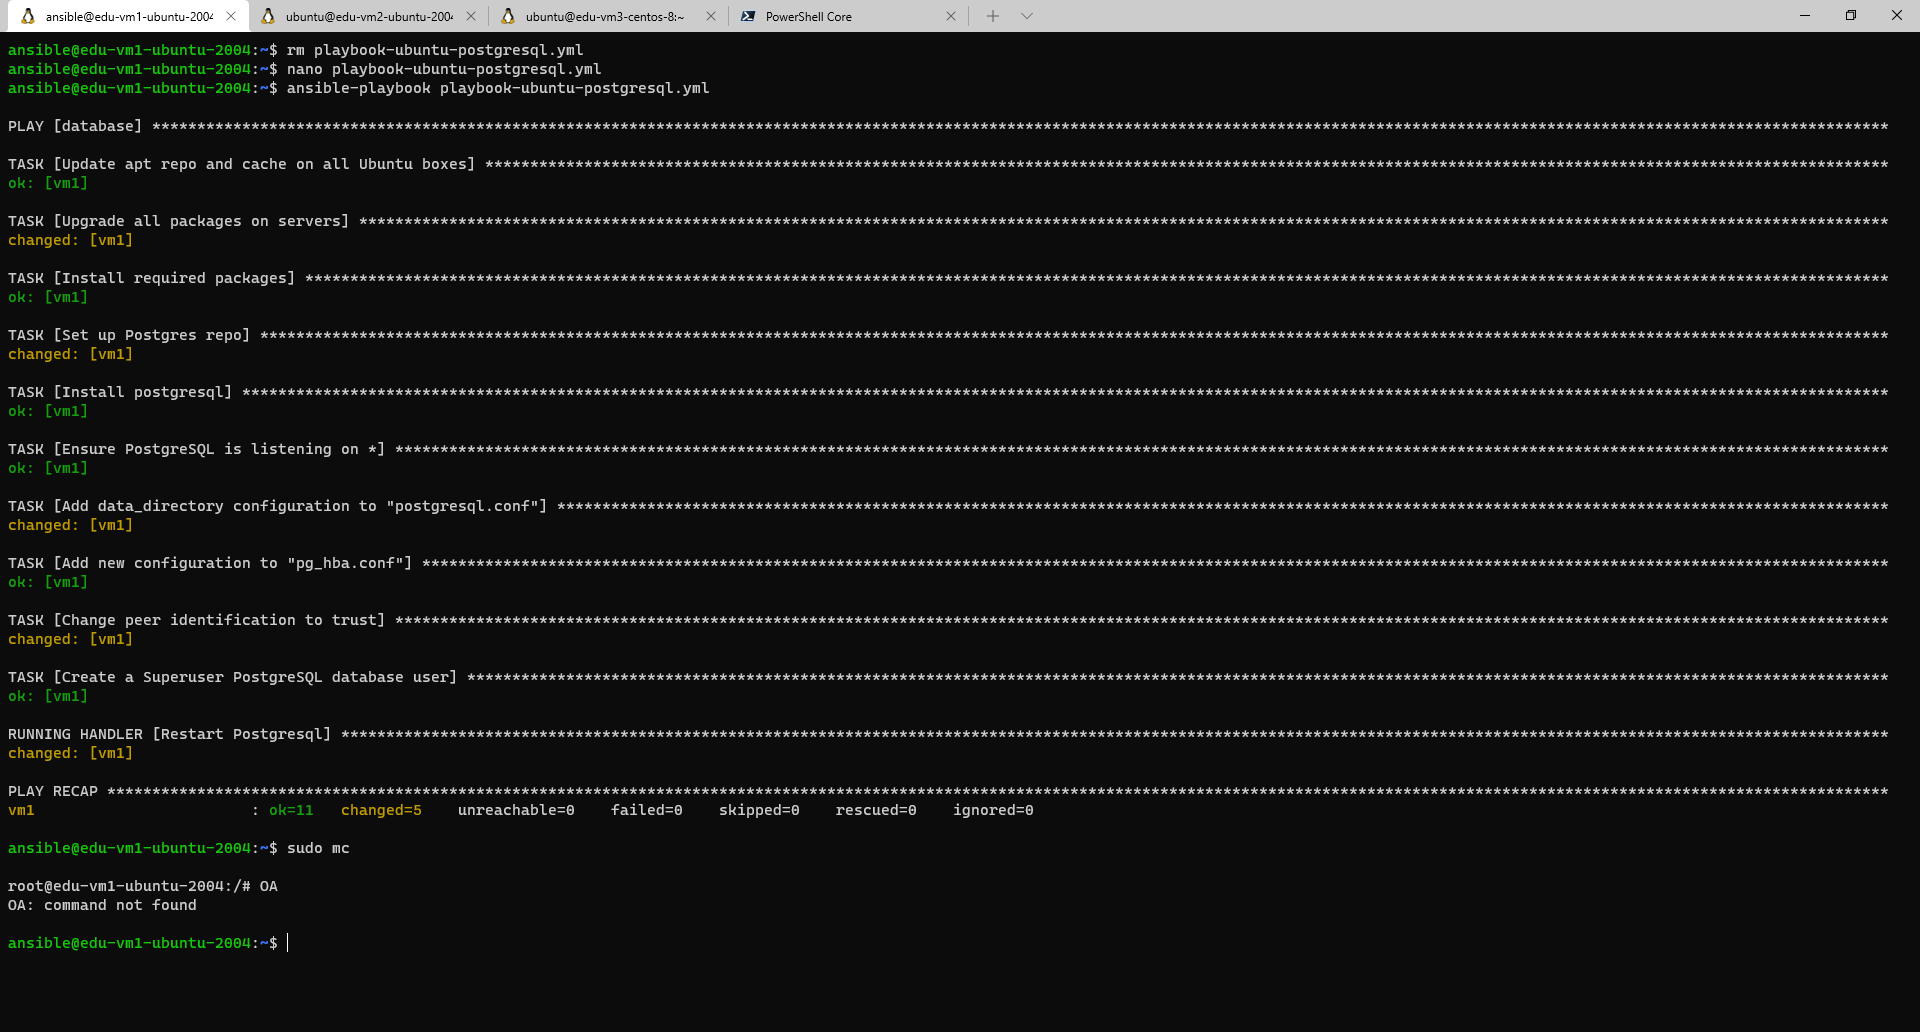 ansible@edu-vm1-ubuntu-2004
ubuntu@edu-vm2-ubuntu-2004
ubuntu@edu-vm3-centos-8:~
PowerShell Core
ansible@edu-vm1-ubuntu-2004:~$ rm playbook-ubuntu-postgresql.yml
ansible@edu-vm1-ubuntu-2004:~$ nano playbook-ubuntu-postgresql.yml
ansible@edu-vm1-ubuntu-2004:~$ ansible-playbook playbook-ubuntu-postgresql.yml
PLAY [database] ************************************************************************************************************************************************************************************************
TASK [Update apt repo and cache on all Ubuntu boxes] ************************************************************************************************************************************************************
ok: [vm1]
TASK [Upgrade all packages on servers] **************************************************************************************************************************************************************************
changed: [vm1]
TASK [Install required packages] ********************************************************************************************************************************************************************************
ok: [vm1]
TASK [Set up Postgres repo] *************************************************************************************************************************************************************************************
changed: [vm1]
TASK [Install postgresql] ***************************************************************************************************************************************************************************************
ok: [vm1]
TASK [Ensure PostgreSQL is listening on *] **********************************************************************************************************************************************************************
ok: [vm1]
TASK [Add data_directory configuration to "postgresql.conf"] ****************************************************************************************************************************************************
changed: [vm1]
TASK [Add new configuration to "pg_hba.conf"] *******************************************************************************************************************************************************************
ok: [vm1]
TASK [Change peer identification to trust] **********************************************************************************************************************************************************************
changed: [vm1]
TASK [Create a Superuser PostgreSQL database user] **************************************************************************************************************************************************************
ok: [vm1]
RUNNING HANDLER [Restart Postgresql] ****************************************************************************************************************************************************************************
changed: [vm1]
PLAY RECAP ******************************************************************************************************************************************************************************************************
vm1 : ok=11 changed=5 unreachable=0 failed=0 skipped=0 rescued=0 ignored=0
ansible@edu-vm1-ubuntu-2004:~$ sudo mc
root@edu-vm1-ubuntu-2004:/# OA
OA: command not found
ansible@edu-vm1-ubuntu-2004:~$